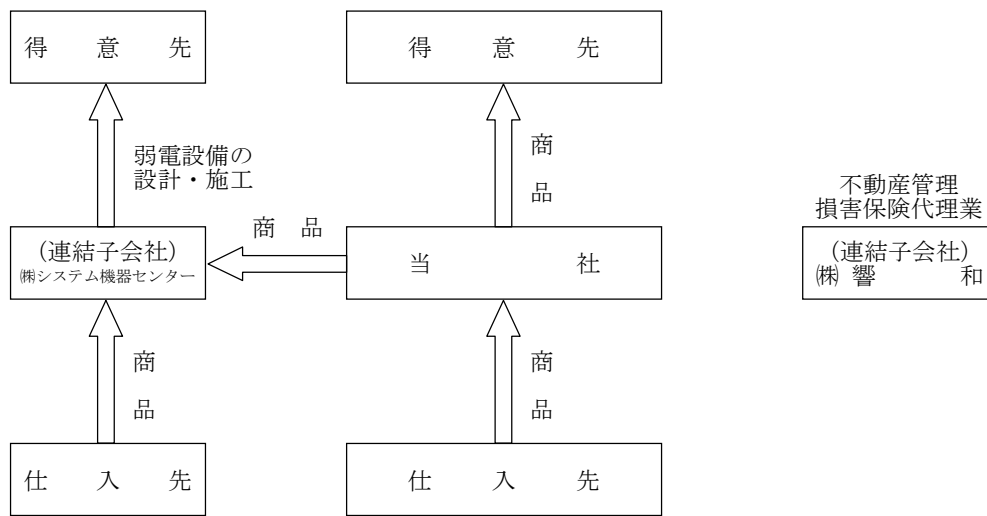 得 意 先
得 意 先
弱電設備の
設計・施工
商
品
不動産管理
損害保険代理業
商 品
(連結子会社)
㈱システム機器センター
当 社
(連結子会社)
㈱ 響 和
商
品
商
品
仕 入 先
仕 入 先